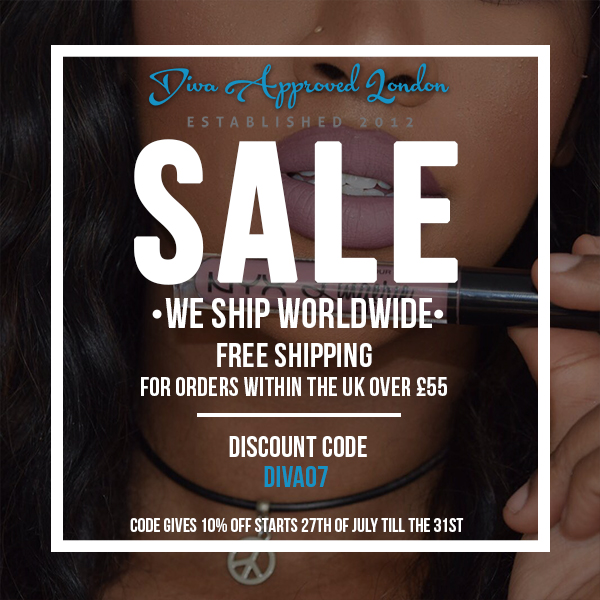 Diva Approved London
ESTABLISHED 2012
SALE
•WE SHIP WORLDWIDE•
FREE SHIPPING
FOR ORDERS WITHIN THE UK OVER £55
DISCOUNT CODE
DIVA07
CODE GIVES 10% OFF STARTS 27TH OF JULY TILL THE 31ST
NYX